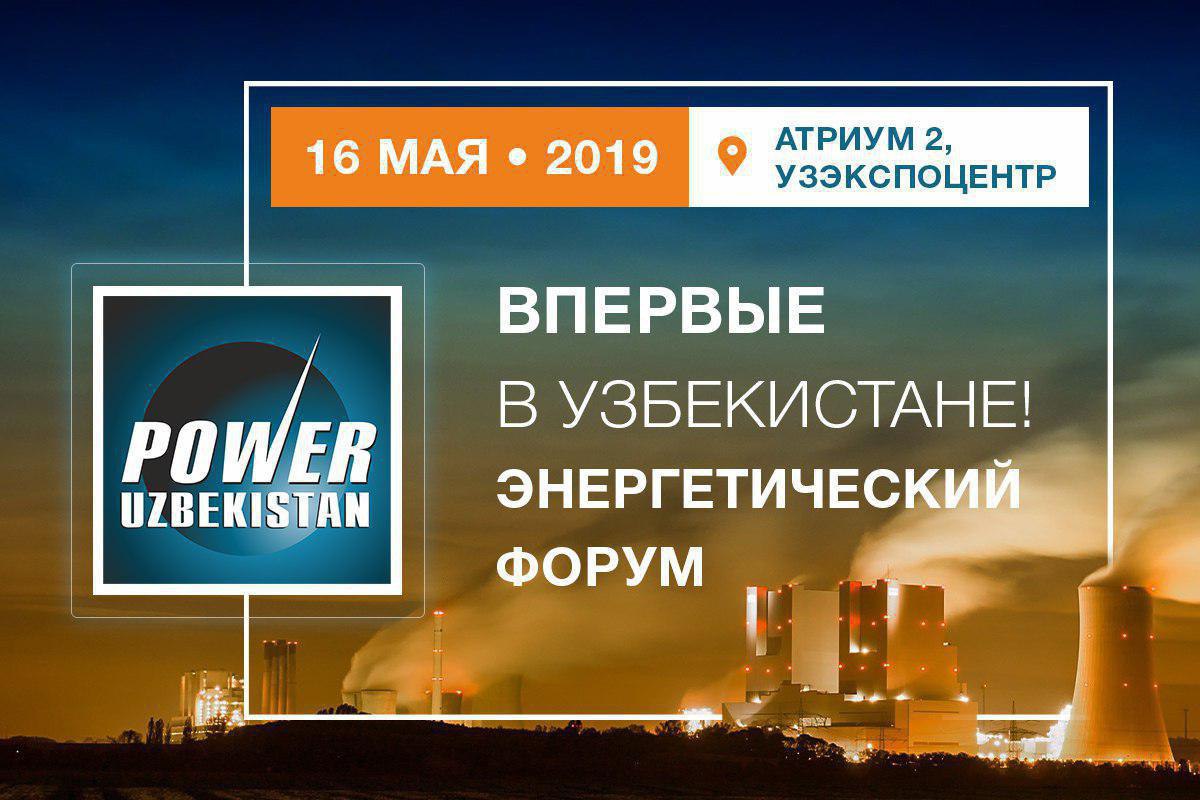 16 МАЯ • 2019
АТРИУМ 2,
УЗЭКСПОЦЕНТР
ВПЕРВЫЕ
В УЗБЕКИСТАНЕ!
ЭНЕРГЕТИЧЕСКИЙ
ФОРУМ
POWER
UZBEKISTAN